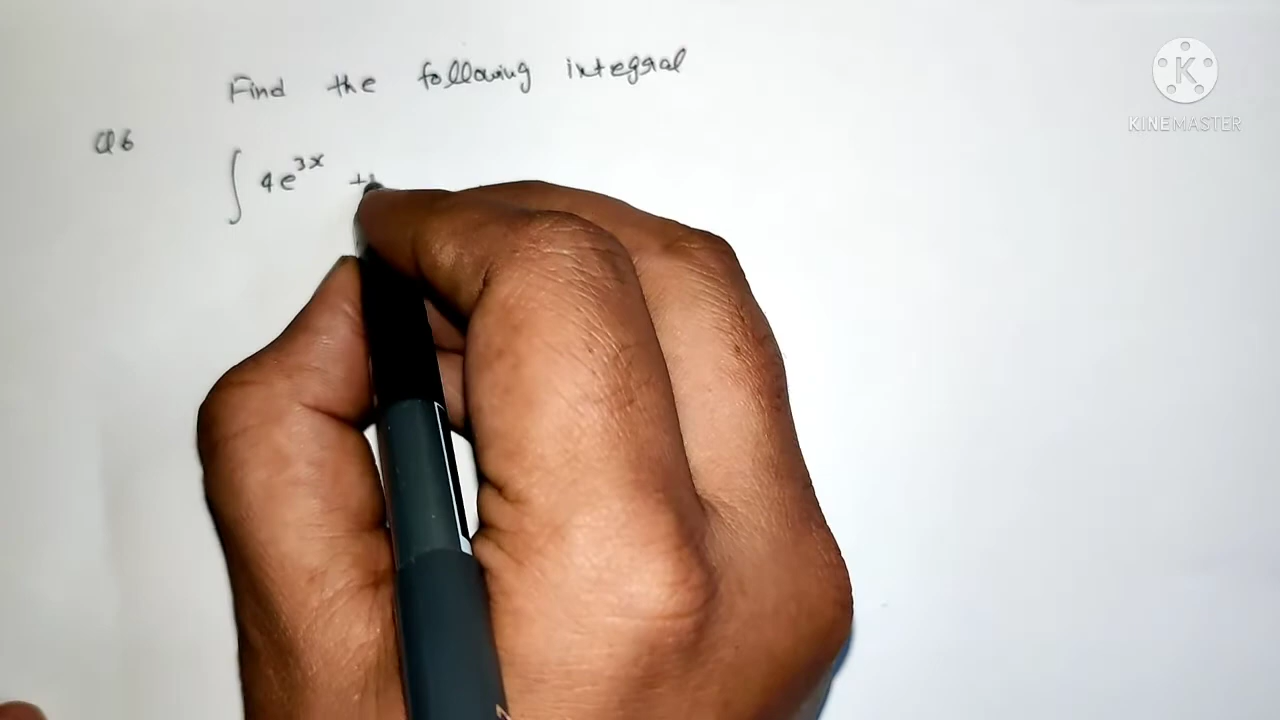 Find the following integral
Q6
∫ 4e^{3x} +
KINEMASTER